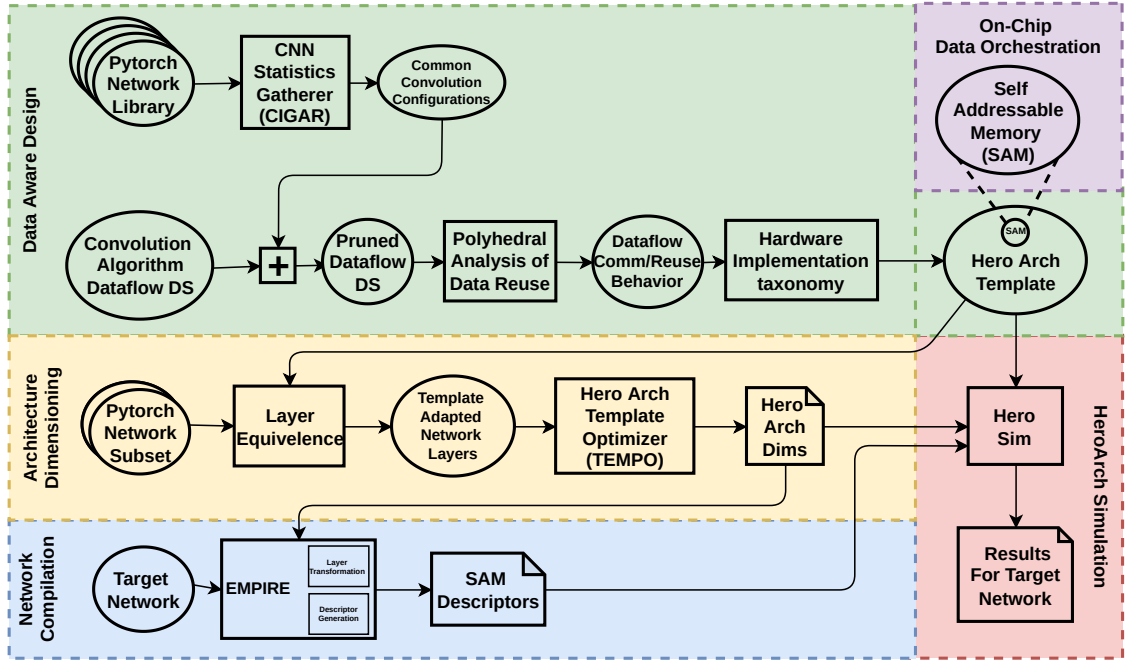 Data Aware Design
Pytorch
Network
Library
CNN
Statistics
Gatherer
(CIGAR)
Common
Convolution
Configurations
Convolution
Algorithm
Dataflow DS
+
Pruned
Dataflow
DS
Polyhedral
Analysis of
Data Reuse
Dataflow
Comm/Reuse
Behavior
Hardware
Implementation
taxonomy
On-Chip
Data Orchestration
Self
Addressable
Memory
(SAM)
SAM
Hero Arch
Template
Architecture
Dimensioning
Pytorch
Network
Subset
Layer
Equivelence
Template
Adapted
Network
Layers
Hero Arch
Template
Optimizer
(TEMPO)
Hero
Arch
Dims
Hero
Sim
HeroArch Simulation
Results
For Target
Network
Network
Compilation
Target
Network
EMPIRE
Layer
Transformation
Descriptor
Generation
SAM
Descriptors